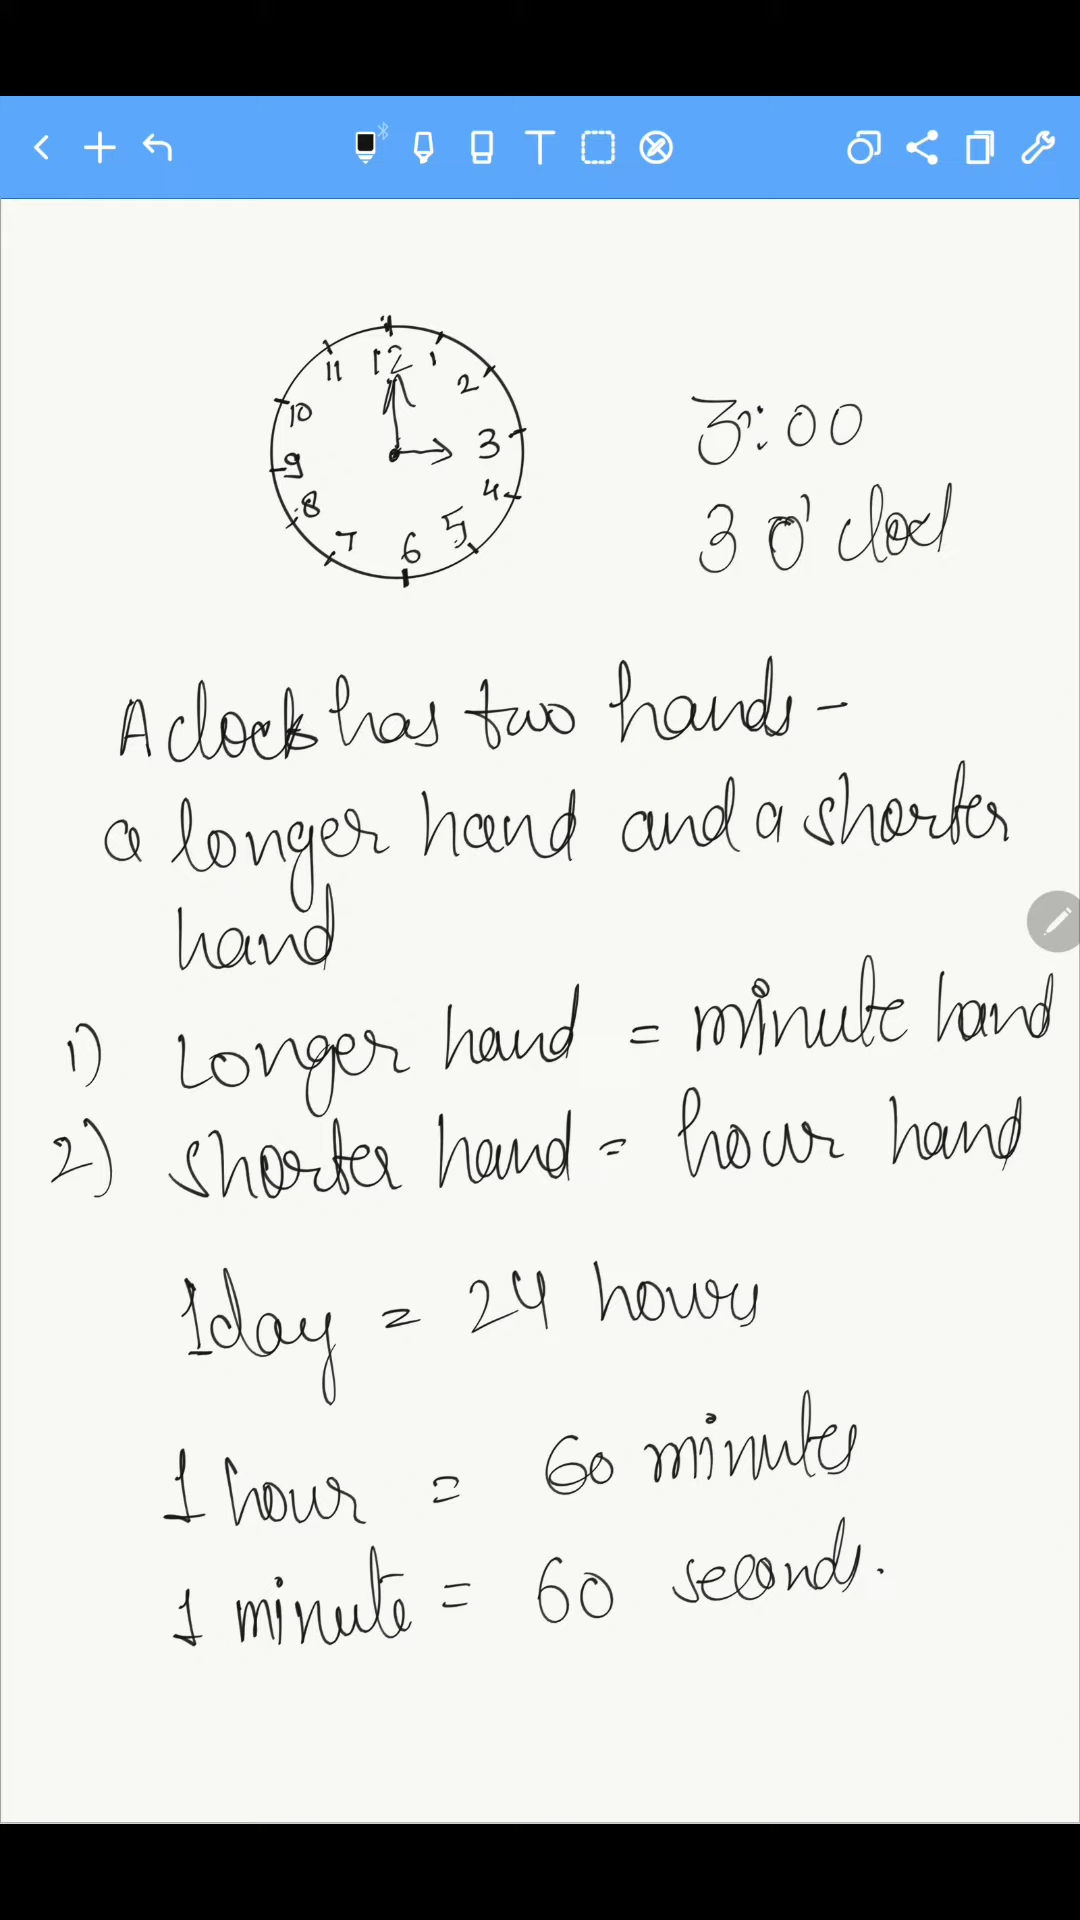 12
1
2
3
4
5
6
7
8
9
10
11
3:00
3 O' cloc
A clock has two hands -
a longer hand and a shorter
hand
1) Longer hand = minute hand
2) shorter hand = hour hand
1 day = 24 hours
1 hour = 60 minutes
1 minute = 60 seconds.